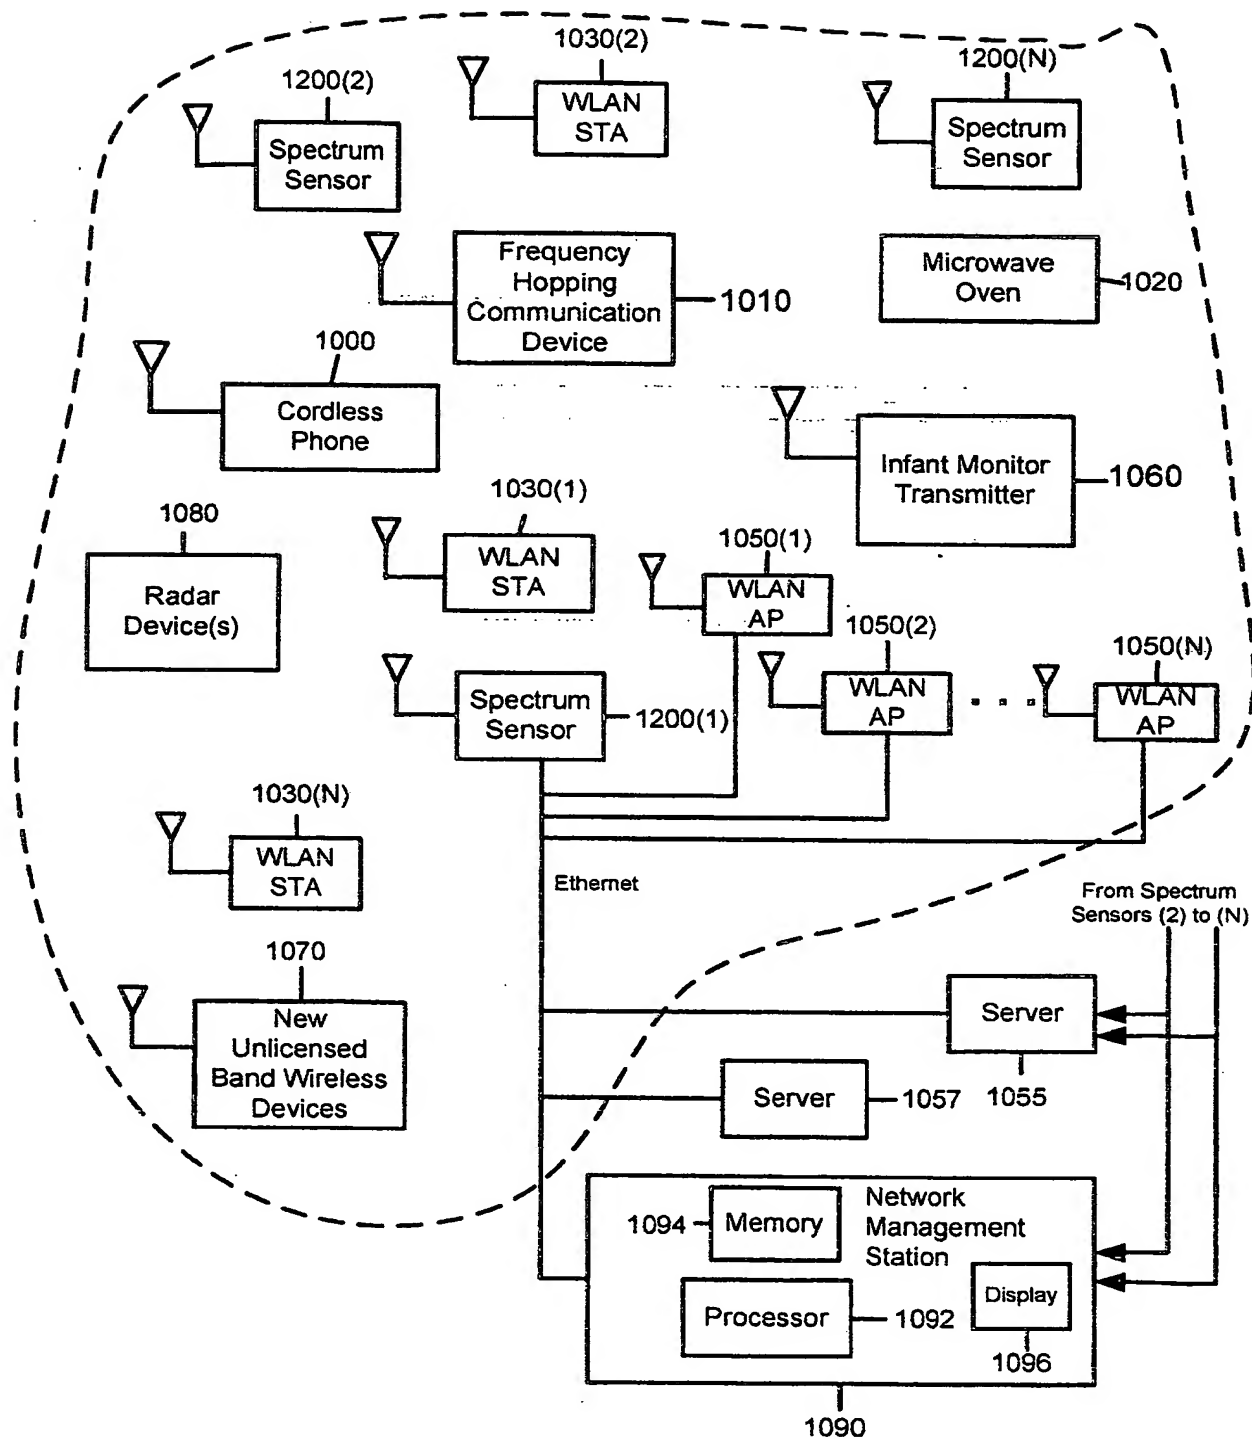 1030(2)
WLAN
STA
1200(2)
Spectrum
Sensor
1200(N)
Spectrum
Sensor
Frequency
Hopping
Communication
Device
1010
Microwave
Oven
1020
1000
Cordless
Phone
Infant Monitor
Transmitter
1060
1030(1)
WLAN
STA
1080
Radar
Device(s)
1050(1)
WLAN
AP
1050(2)
WLAN
AP
1050(N)
WLAN
AP
Spectrum
Sensor
1200(1)
1030(N)
WLAN
STA
Ethernet
From Spectrum
Sensors (2) to (N)
1070
New
Unlicensed
Band Wireless
Devices
Server
1055
Server
1057
Network
Management
Station
1094
Memory
Processor
1092
Display
1096
1090